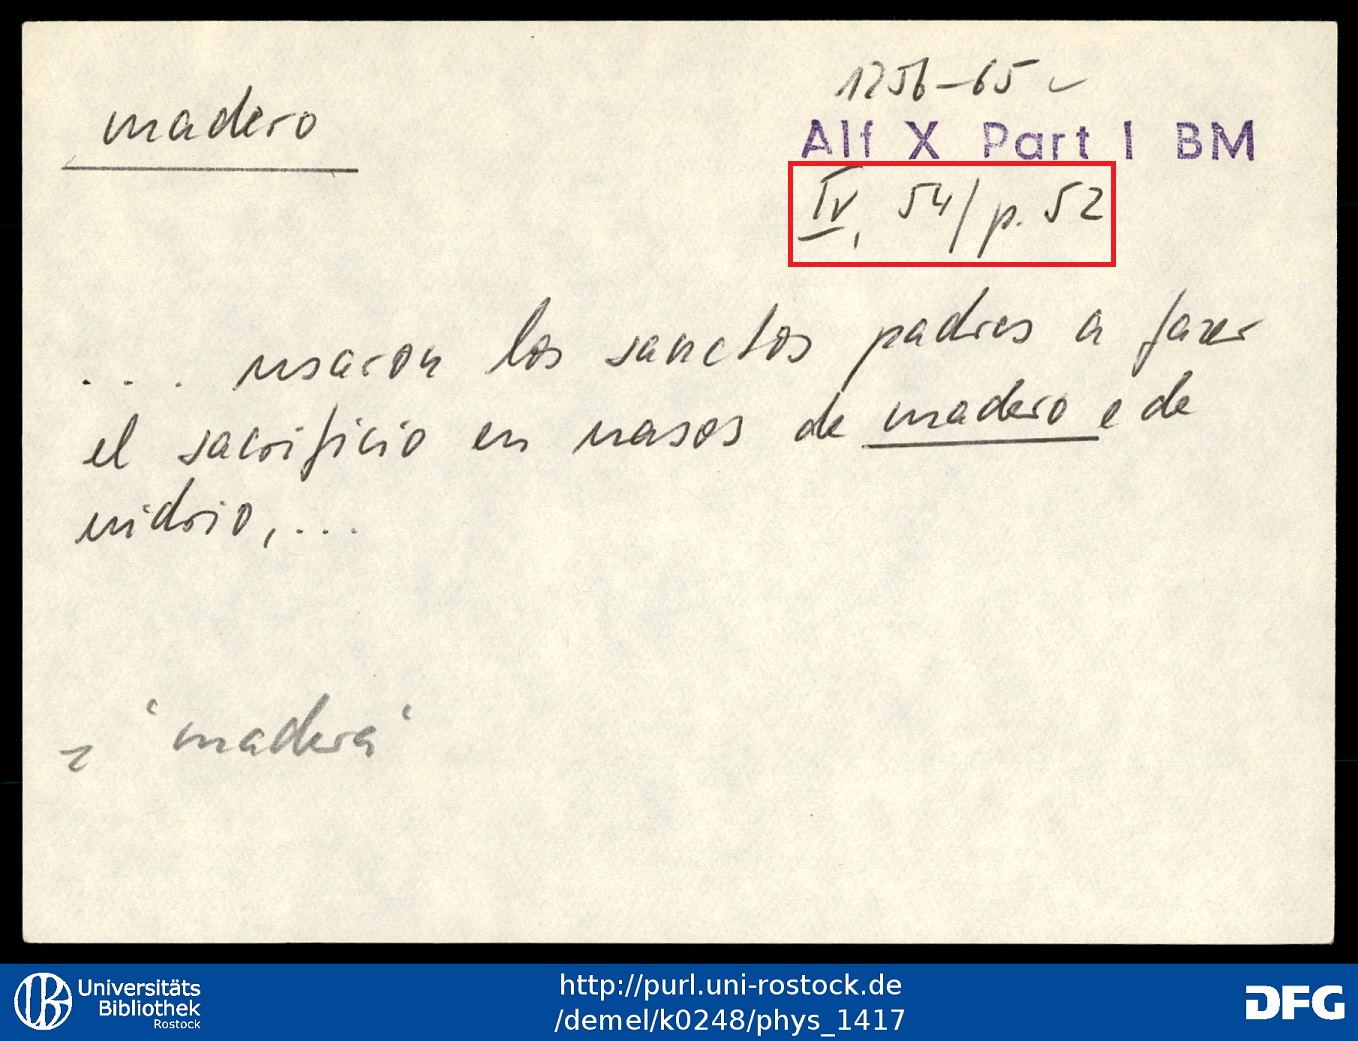 madero
1256-65
Alf X Part I BM
IV, 54/p. 52
.... usaron los sanctos padres a fazer
el sacrificio en uasos de madero e de
uidrio,...
= 'madera'
Universitäts
Bibliothek
Rostock
http://purl.uni-rostock.de
/demel/k0248/phys_1417
DFG